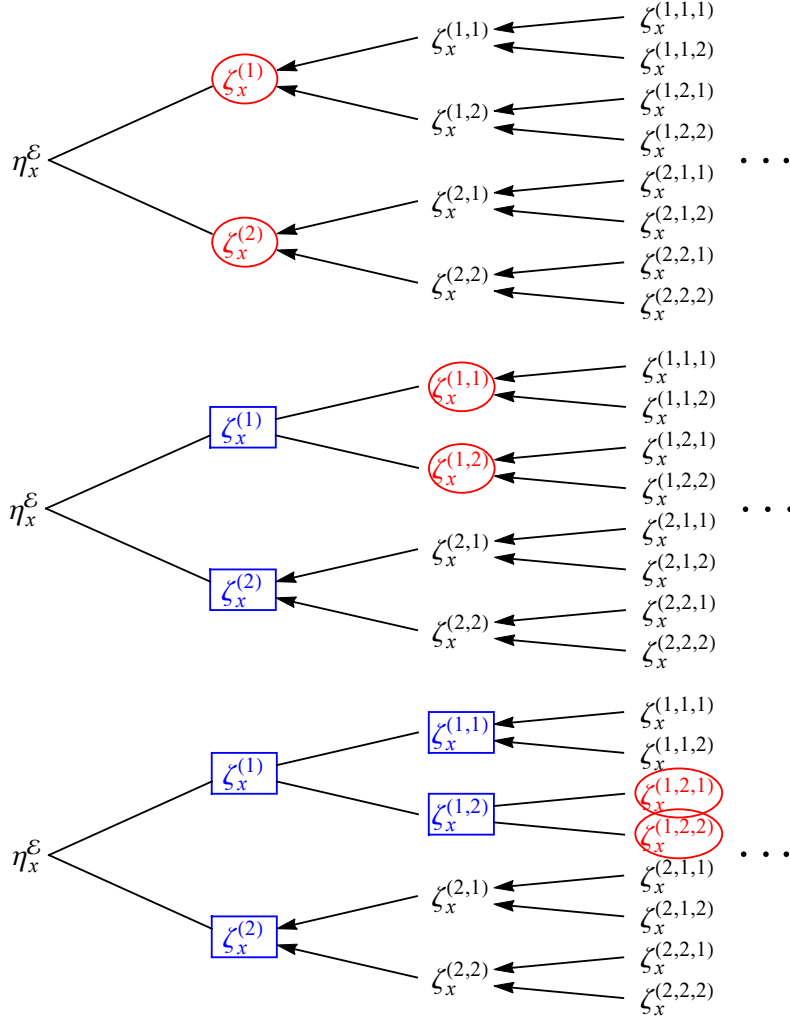 ζ_x^{(1,1,1)}
ζ_x^{(1,1)}
ζ_x^{(1,1,2)}
ζ_x^{(1)}
ζ_x^{(1,2,1)}
ζ_x^{(1,2)}
ζ_x^{(1,2,2)}
η_x^ℰ
. . .
ζ_x^{(2,1,1)}
ζ_x^{(2,1)}
ζ_x^{(2,1,2)}
ζ_x^{(2)}
ζ_x^{(2,2,1)}
ζ_x^{(2,2)}
ζ_x^{(2,2,2)}
ζ_x^{(1,1,1)}
ζ_x^{(1,1)}
ζ_x^{(1,1,2)}
ζ_x^{(1)}
ζ_x^{(1,2,1)}
ζ_x^{(1,2)}
ζ_x^{(1,2,2)}
η_x^ℰ
. . .
ζ_x^{(2,1,1)}
ζ_x^{(2,1)}
ζ_x^{(2,1,2)}
ζ_x^{(2)}
ζ_x^{(2,2,1)}
ζ_x^{(2,2)}
ζ_x^{(2,2,2)}
ζ_x^{(1,1,1)}
ζ_x^{(1,1)}
ζ_x^{(1,1,2)}
ζ_x^{(1)}
ζ_x^{(1,2,1)}
ζ_x^{(1,2)}
ζ_x^{(1,2,2)}
η_x^ℰ
. . .
ζ_x^{(2,1,1)}
ζ_x^{(2,1)}
ζ_x^{(2,1,2)}
ζ_x^{(2)}
ζ_x^{(2,2,1)}
ζ_x^{(2,2)}
ζ_x^{(2,2,2)}